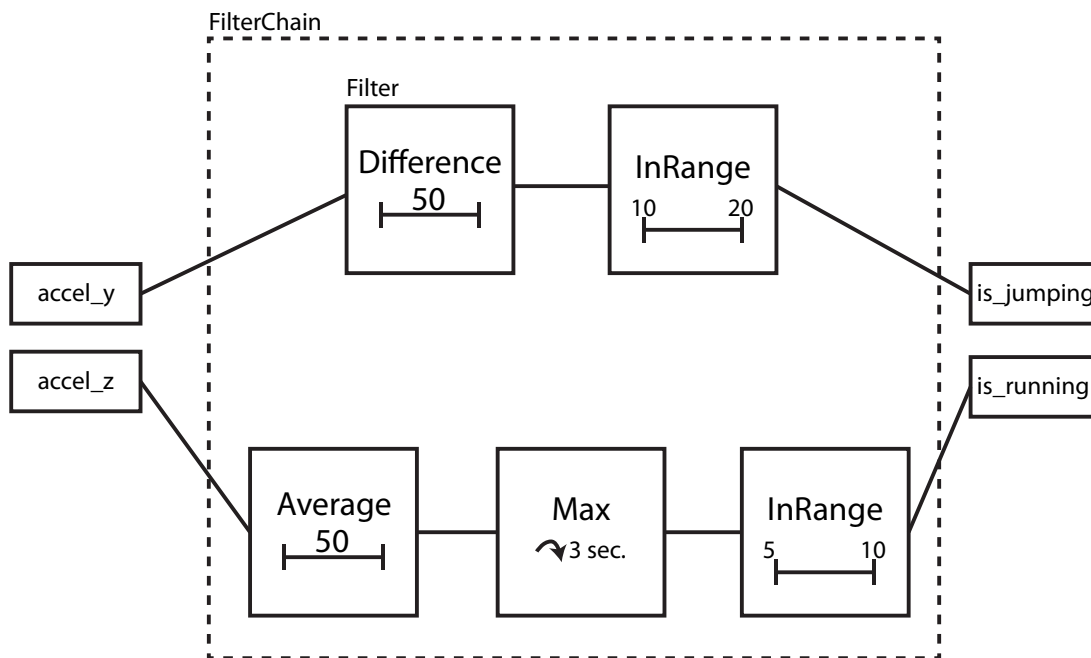 FilterChain
Filter
Difference
50
InRange
10 20
accel_y
is_jumping
accel_z
is_running
Average
50
Max
3 sec.
InRange
5 10